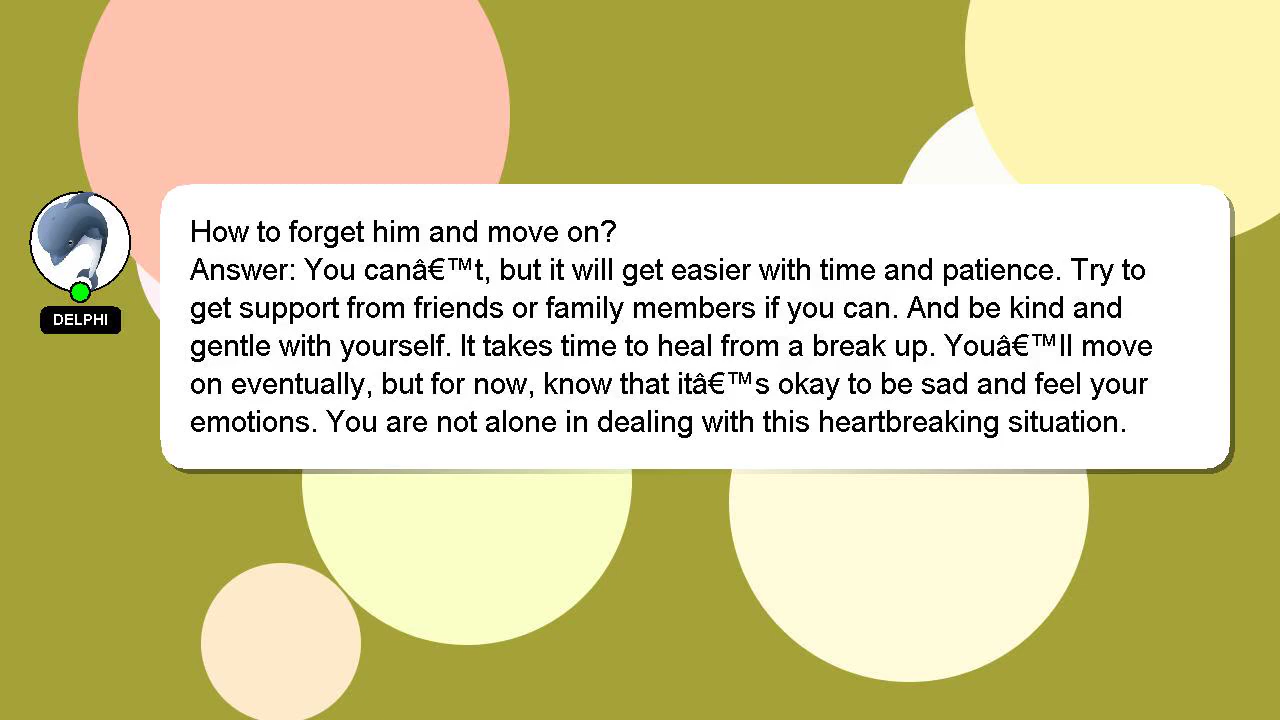 How to forget him and move on?
Answer: You canâ€™t, but it will get easier with time and patience. Try to
get support from friends or family members if you can. And be kind and
gentle with yourself. It takes time to heal from a break up. Youâ€™ll move
on eventually, but for now, know that itâ€™s okay to be sad and feel your
emotions. You are not alone in dealing with this heartbreaking situation.
DELPHI